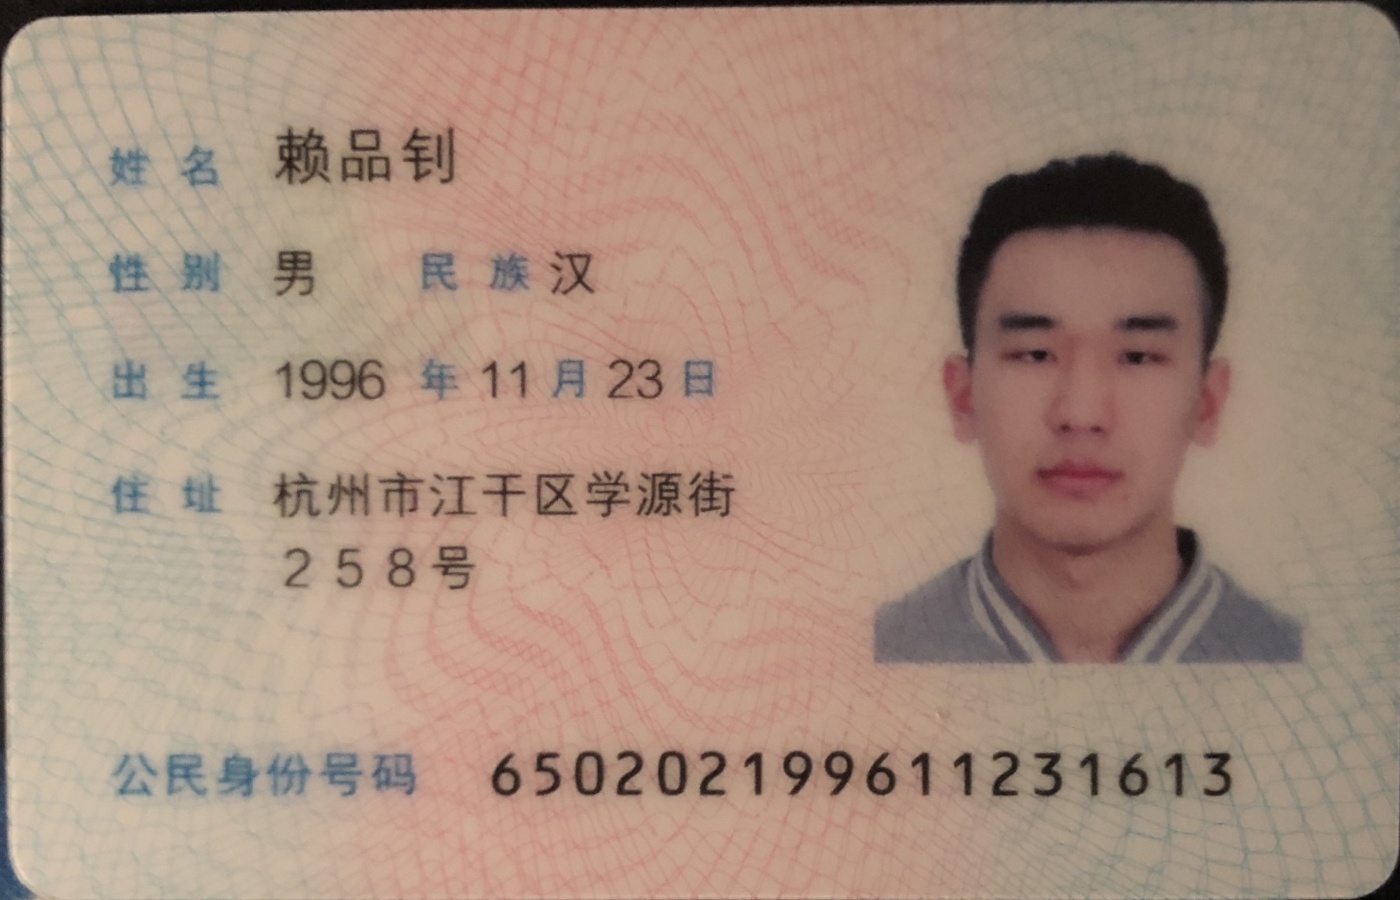 姓名 赖品钊
性别 男 民族 汉
出生 1996 年 11 月 23 日
住址 杭州市江干区学源街
258号
公民身份号码 650202199611231613